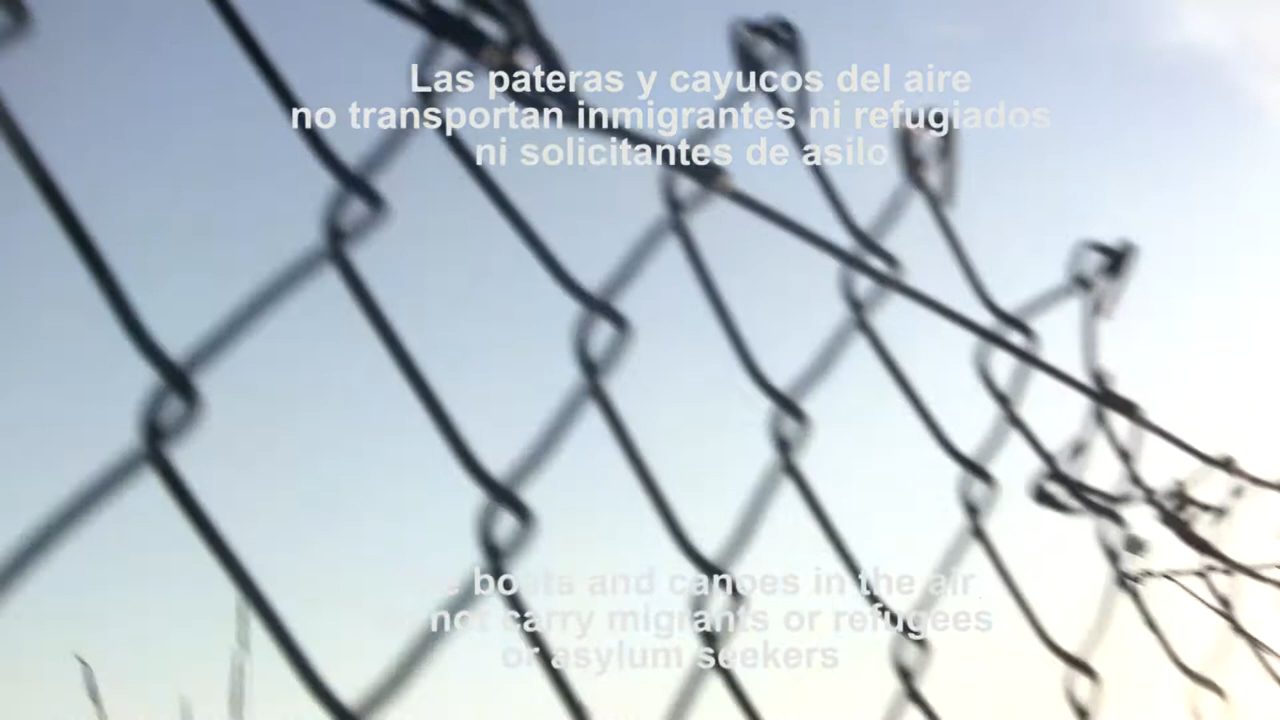 Las pateras y cayucos del aire
no transportan inmigrantes ni refugiados
ni solicitantes de asilo
boats and canoes in the air
not carry migrants or refugees
or asylum seekers